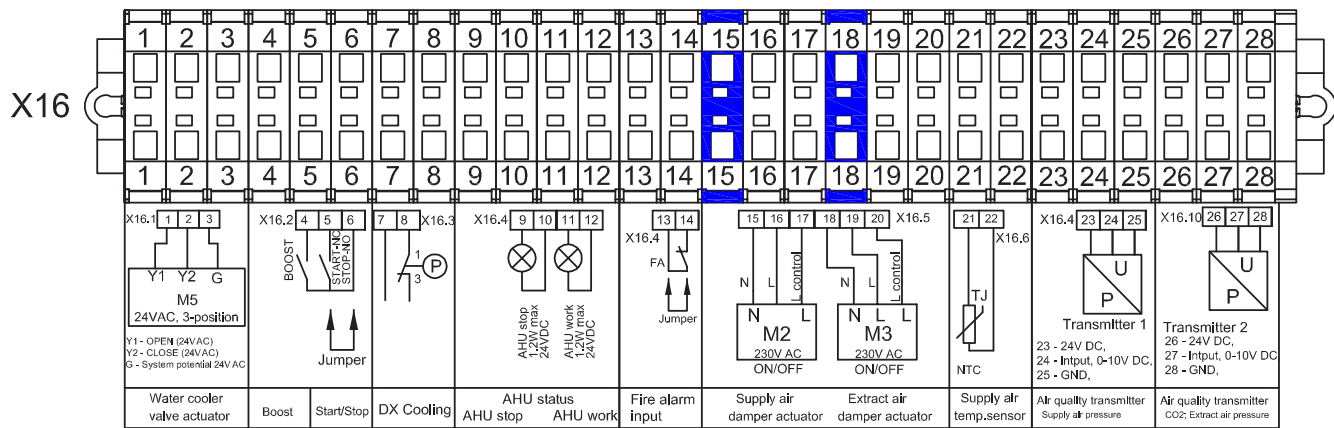 1 2 3 4 5 6 7 8 9 10 11 12 13 14 15 16 17 18 19 20 21 22 23 24 25 26 27 28
X16
1 2 3 4 5 6 7 8 9 10 11 12 13 14 15 16 17 18 19 20 21 22 23 24 25 26 27 28
X16.1 1 2 3
Y1 Y2 G
M5
24VAC, 3-position
Y1 - OPEN (24VAC)
Y2 - CLOSE (24VAC)
G - System potential 24V AC
Water cooler
valve actuator
X16.2 4 5 6
BOOST
START-NC
STOP-NO
Jumper
Boost
Start/Stop
7 8 X16.3
1
3
P
DX Cooling
X16.4 9 10 11 12
AHU stop
1.2W max
24VDC
AHU work
1.2W max
24VDC
AHU status
AHU stop AHU work
13 14
X16.4
FA
Jumper
Fire alarm
input
15 16 17 18 19 20 X16.5
N L L control
N L
M2
230V AC
ON/OFF
Supply air
damper actuator
N L L control
N L L
M3
230V AC
ON/OFF
Extract air
damper actuator
21 22
X16.6
TJ
NTC
Supply air
temp.sensor
X16.4
23 24 25
U
P
Transmitter 1
23 - 24V DC,
24 - Intput, 0-10V DC,
25 - GND,
Air quality transmitter
Supply air pressure
X16.10
26 27 28
U
P
Transmitter 2
26 - 24V DC,
27 - Intput, 0-10V DC
28 - GND,
Air quality transmitter
CO2; Extract air pressure